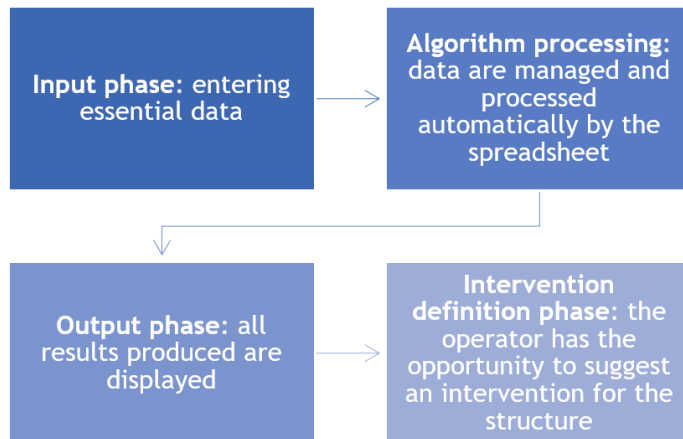 Input phase: entering
essential data
Algorithm processing:
data are managed and
processed
automatically by the
spreadsheet
Output phase: all
results produced are
displayed
Intervention
definition phase: the
operator has the
opportunity to suggest
an intervention for the
structure